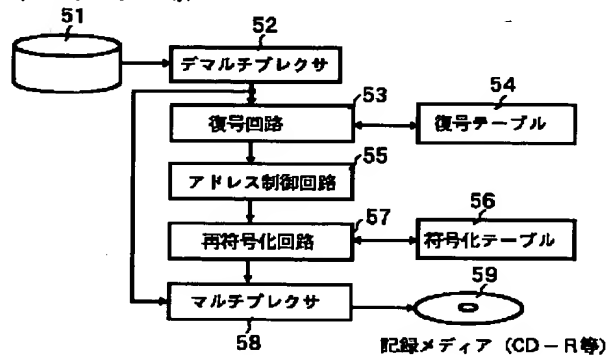 51
52
デマルチプレクサ
53
復号回路
54
復号テーブル
55
アドレス制御回路
57
再符号化回路
56
符号化テーブル
マルチプレクサ
58
59
記録メディア (CD－R等)